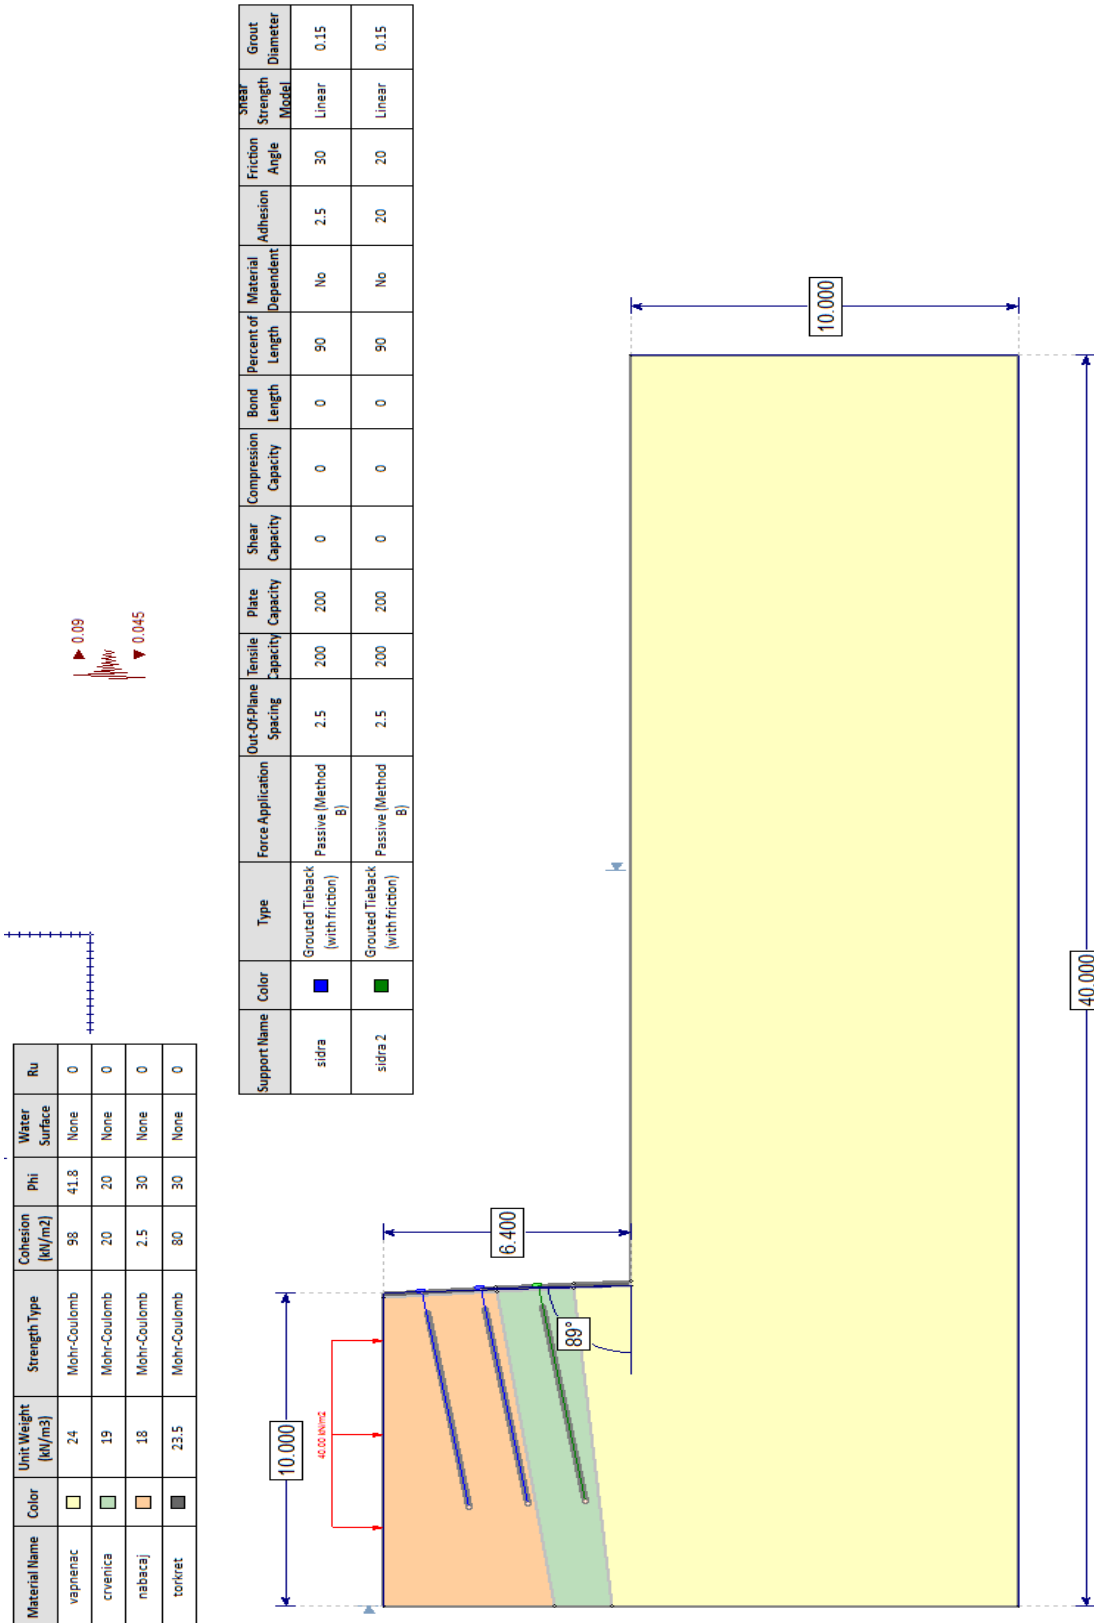 Material Name Color Unit Weight (kN/m3) Strength Type Cohesion (kN/m2) Phi Water Surface Ru
vapnenac 24 Mohr-Coulomb 98 41.8 None 0
crvenica 19 Mohr-Coulomb 20 20 None 0
nabacaj 18 Mohr-Coulomb 2.5 30 None 0
torkret 23.5 Mohr-Coulomb 80 30 None 0
0.09
0.045
Support Name Color Type Force Application Out-Of-Plane Spacing Tensile Capacity Plate Capacity Shear Capacity Compression Capacity Bond Length Percent of Length Material Dependent Adhesion Friction Angle Shear Strength Model Grout Diameter
sidra Grouted Tieback (with friction) Passive (Method B) 2.5 200 200 0 0 0 90 No 2.5 30 Linear 0.15
sidra 2 Grouted Tieback (with friction) Passive (Method B) 2.5 200 200 0 0 0 90 No 20 20 Linear 0.15
10.000
40.00 kN/m2
6.400
89°
10.000
40.000